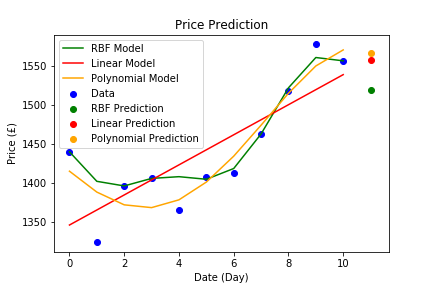 Price Prediction
RBF Model
Linear Model
Polynomial Model
Data
RBF Prediction
Linear Prediction
Polynomial Prediction
Price (£)
1550
1500
1450
1400
1350
0 2 4 6 8 10
Date (Day)